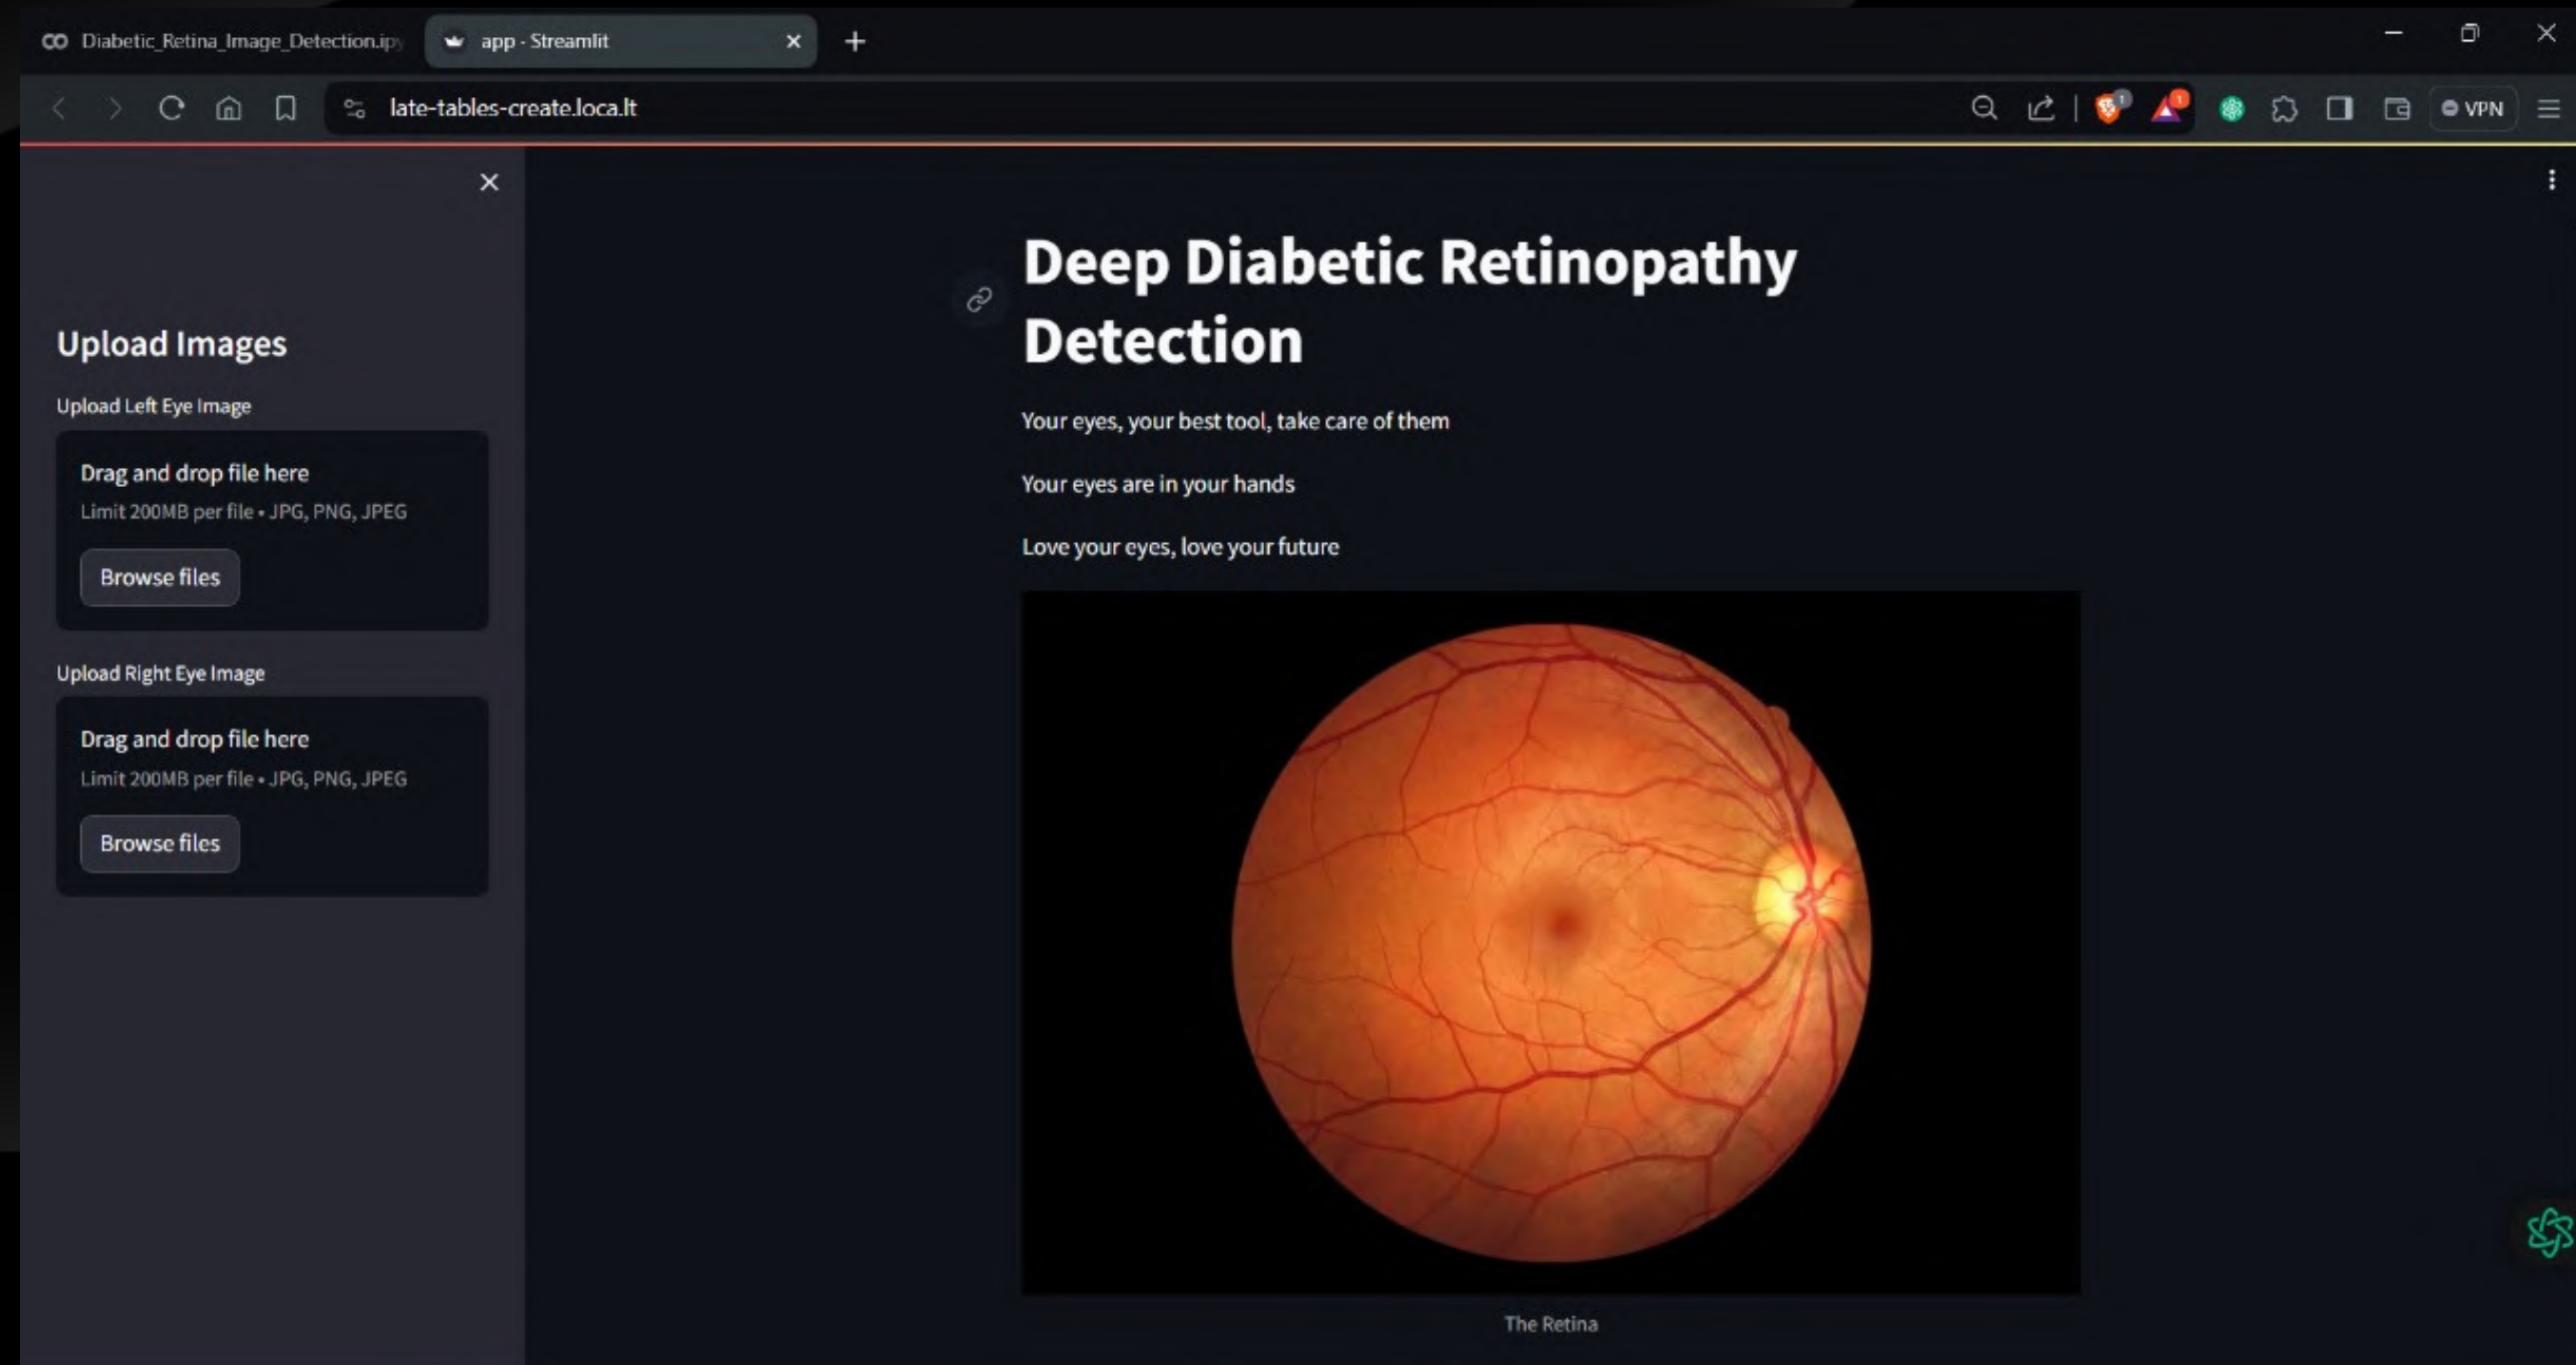 Diabetic_Retina_Image_Detection.ipy
app - Streamlit
late-tables-create.loca.lt
1
1
VPN
Upload Images
Upload Left Eye Image
Drag and drop file here
Limit 200MB per file • JPG, PNG, JPEG
Browse files
Upload Right Eye Image
Drag and drop file here
Limit 200MB per file • JPG, PNG, JPEG
Browse files
Deep Diabetic Retinopathy
Detection
Your eyes, your best tool, take care of them
Your eyes are in your hands
Love your eyes, love your future
The Retina